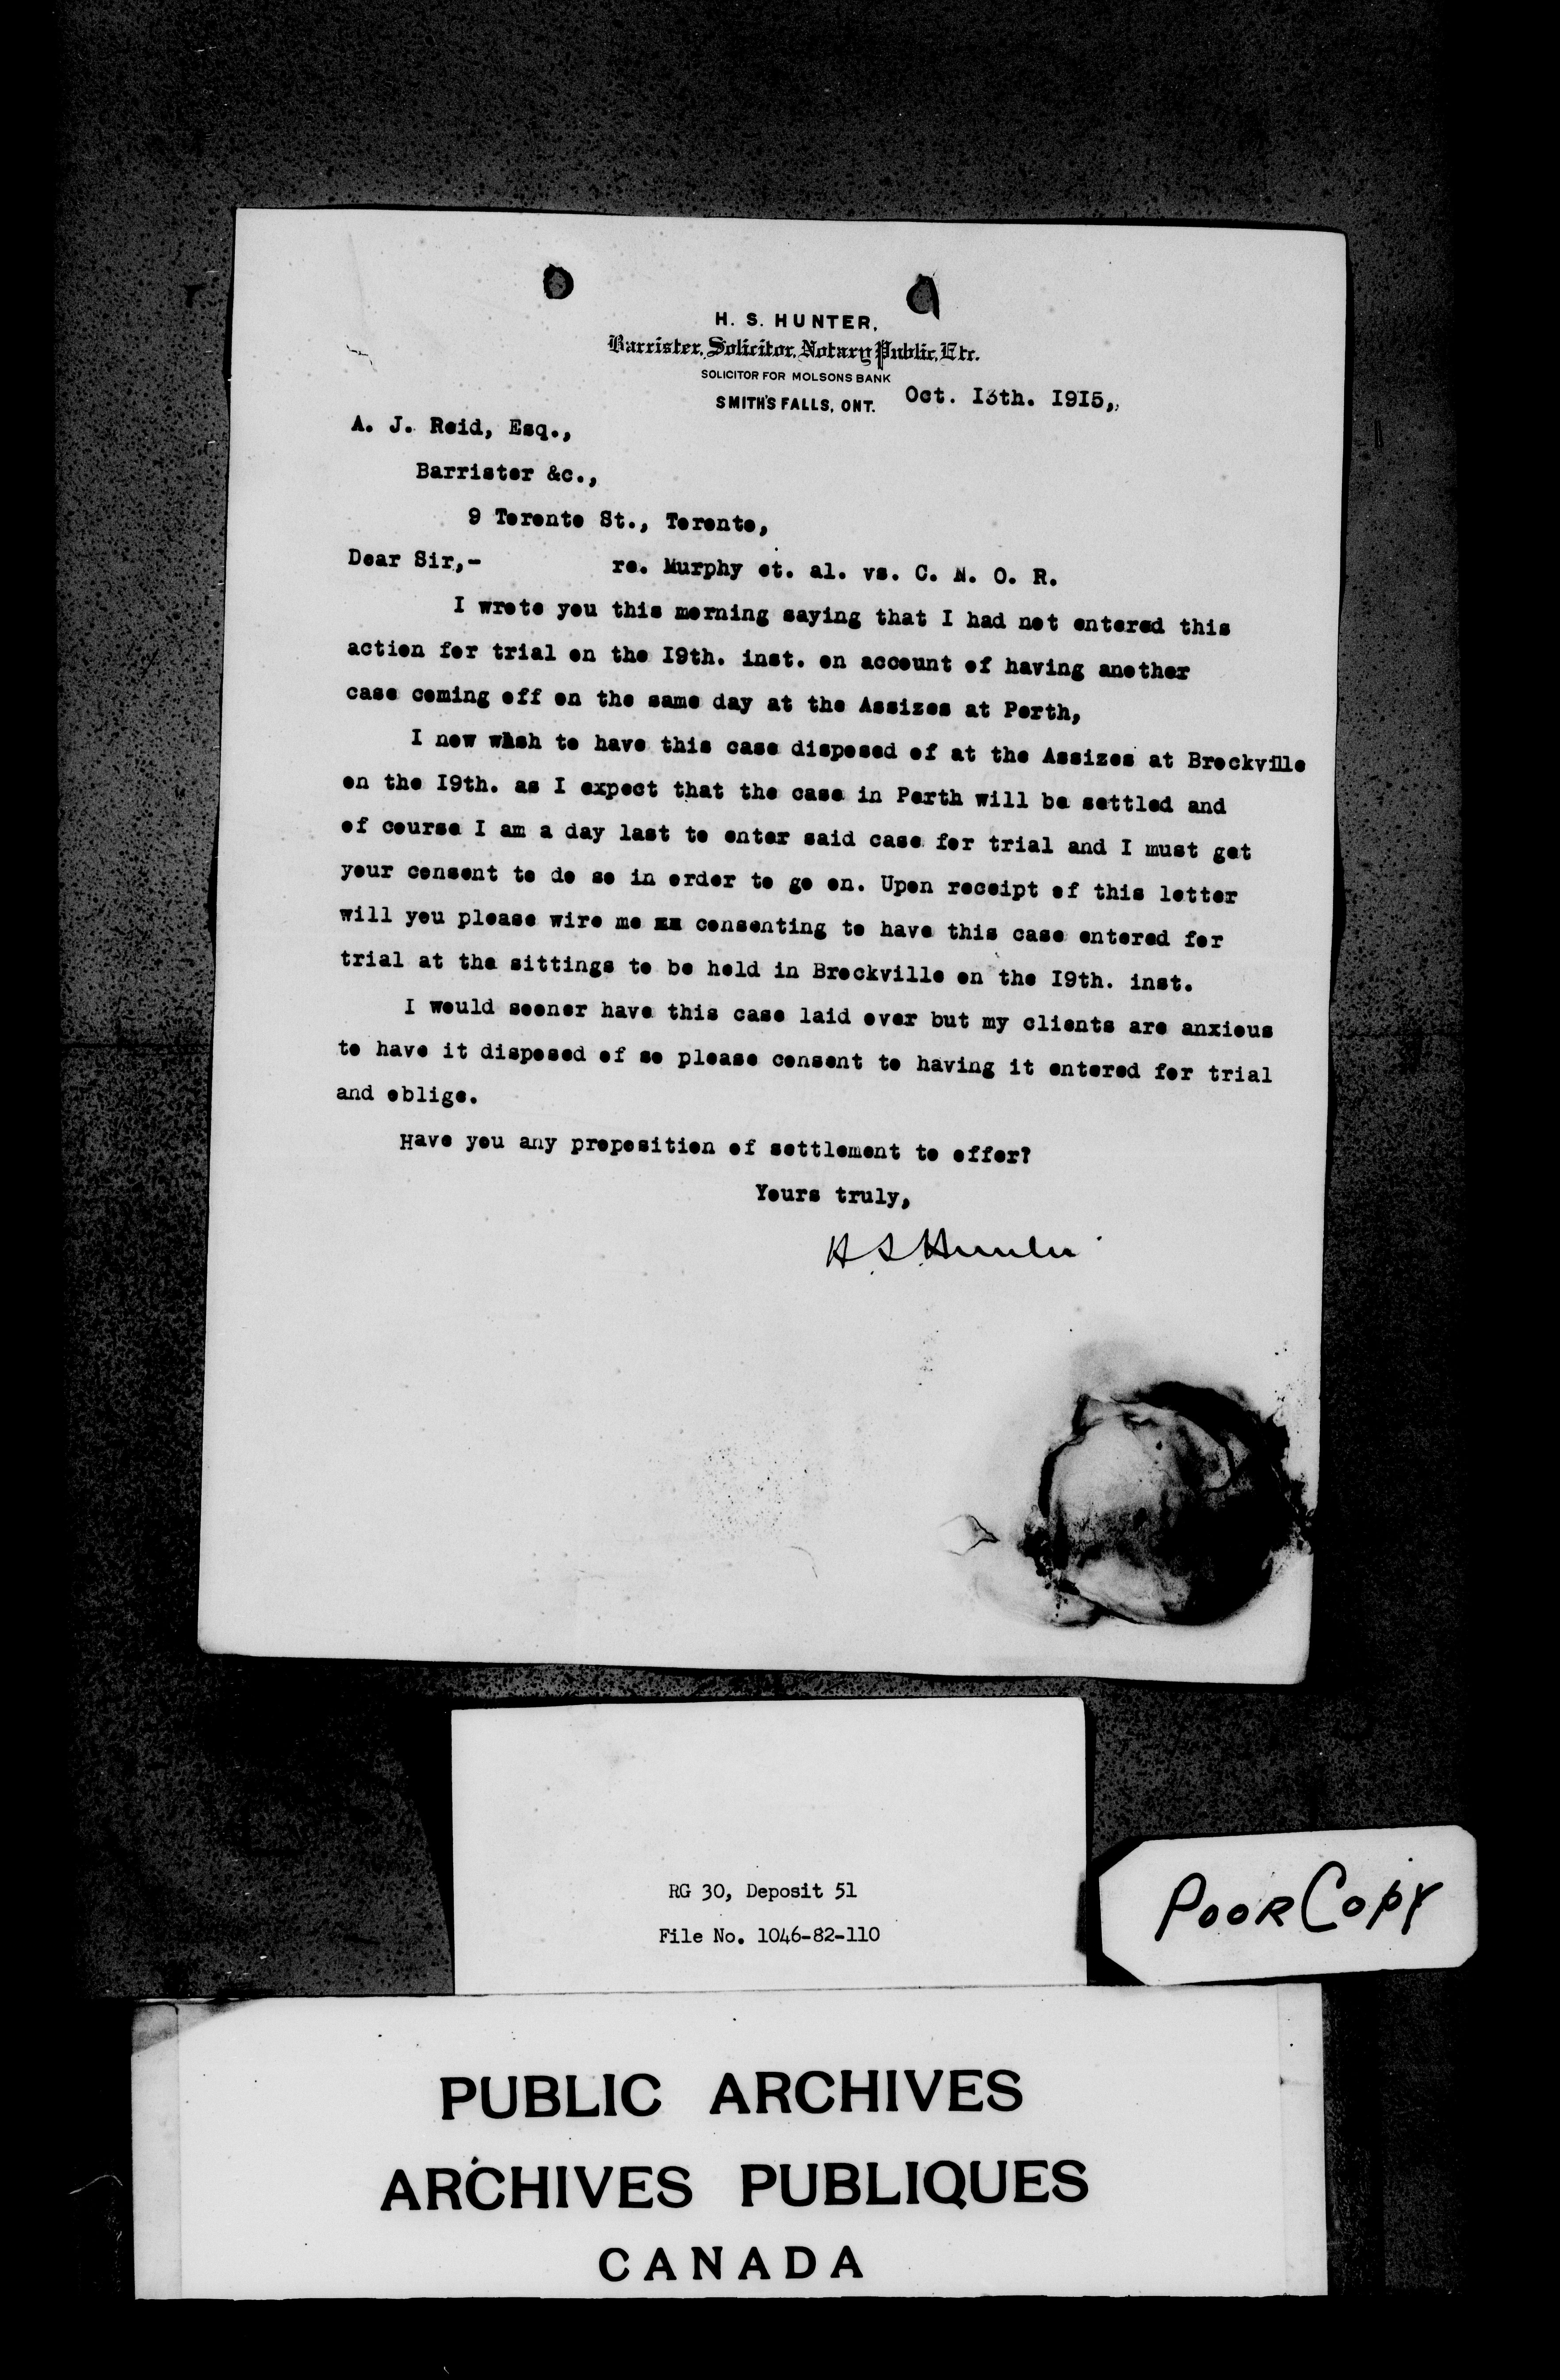 H. S. HUNTER,
Barrister, Solicitor, Notary Public, Etc.
SOLICITOR FOR MOLSONS BANK
SMITH'S FALLS, ONT. Oct. I3th. I9I5,,
A. J. Reid, Esq.,
Barrister &c.,
9 Toronto St., Toronto,
Dear Sir,- re. Murphy et. al. vs. C. N. O. R.
I wrote you this morning saying that I had not entered this
action for trial on the I9th. inst. on account of having another
case coming off on the same day at the Assizes at Perth,
I now wish to have this case disposed of at the Assizes at Brockville
on the I9th. as I expect that the case in Perth will be settled and
of course I am a day last to enter said case for trial and I must get
your consent to do so in order to go on. Upon receipt of this letter
will you please wire me xx consenting to have this case entered for
trial at the sittings to be held in Brockville on the I9th. inst.
I would sooner have this case laid over but my clients are anxious
to have it disposed of so please consent to having it entered for trial
and oblige.
Have you any proposition of settlement to offer?
Yours truly,
H S Hunter
RG 30, Deposit 51
File No. 1046-82-110
POOR COPY
PUBLIC ARCHIVES
ARCHIVES PUBLIQUES
CANADA